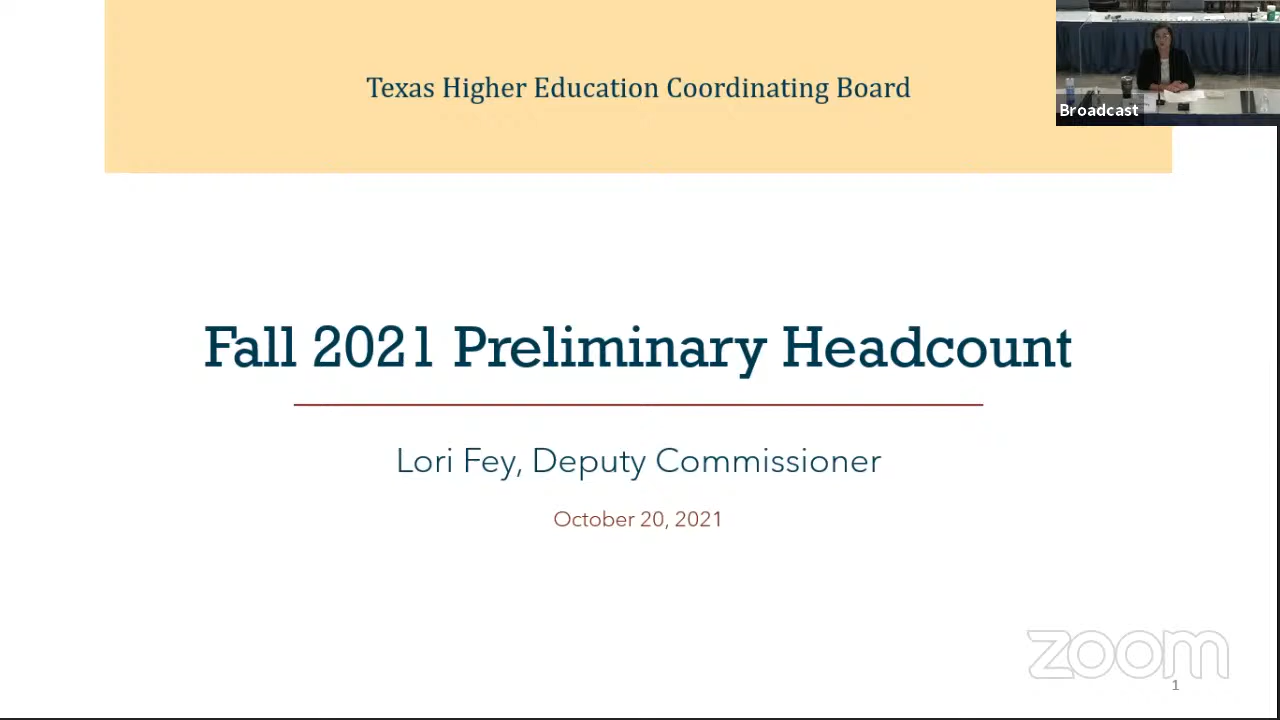 Texas Higher Education Coordinating Board
Broadcast
Fall 2021 Preliminary Headcount
Lori Fey, Deputy Commissioner
October 20, 2021
zoom
1